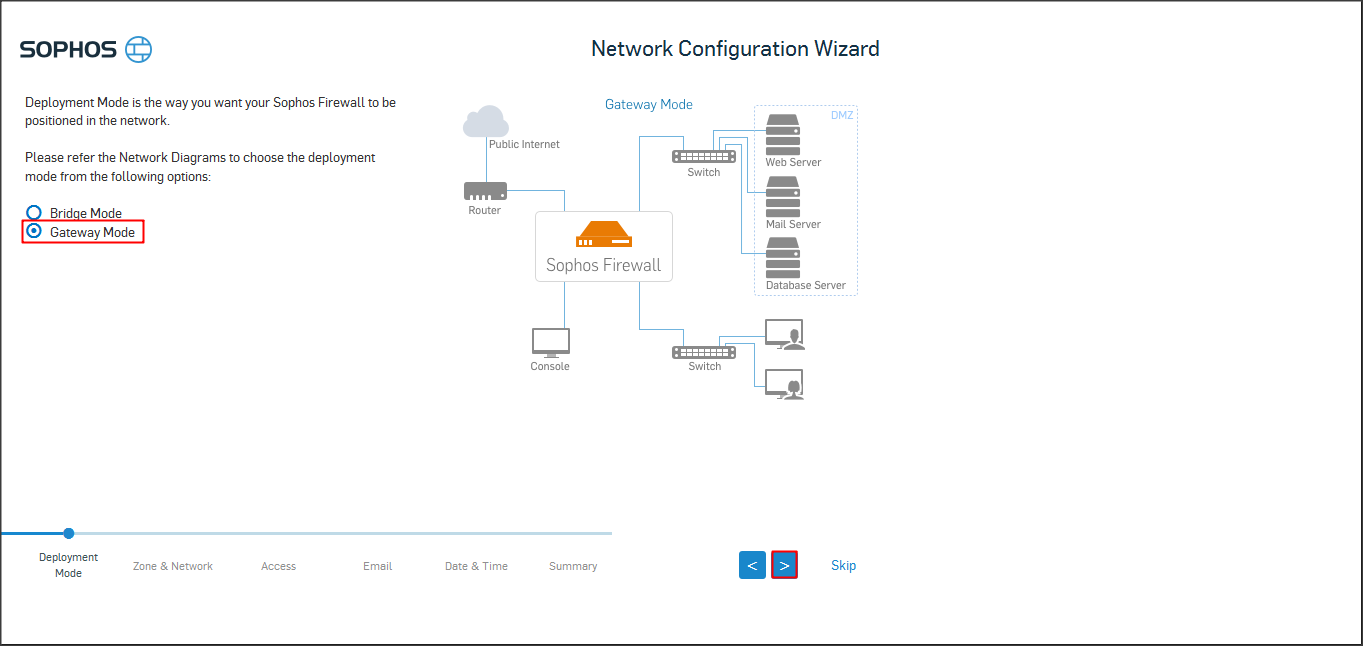 SOPHOS
Network Configuration Wizard
Deployment Mode is the way you want your Sophos Firewall to be
positioned in the network.
Please refer the Network Diagrams to choose the deployment
mode from the following options:
Bridge Mode
Gateway Mode
Gateway Mode
Public Internet
Router
Sophos Firewall
Console
Switch
DMZ
Web Server
Mail Server
Database Server
Switch
Deployment
Mode
Zone & Network
Access
Email
Date & Time
Summary
<
>
Skip